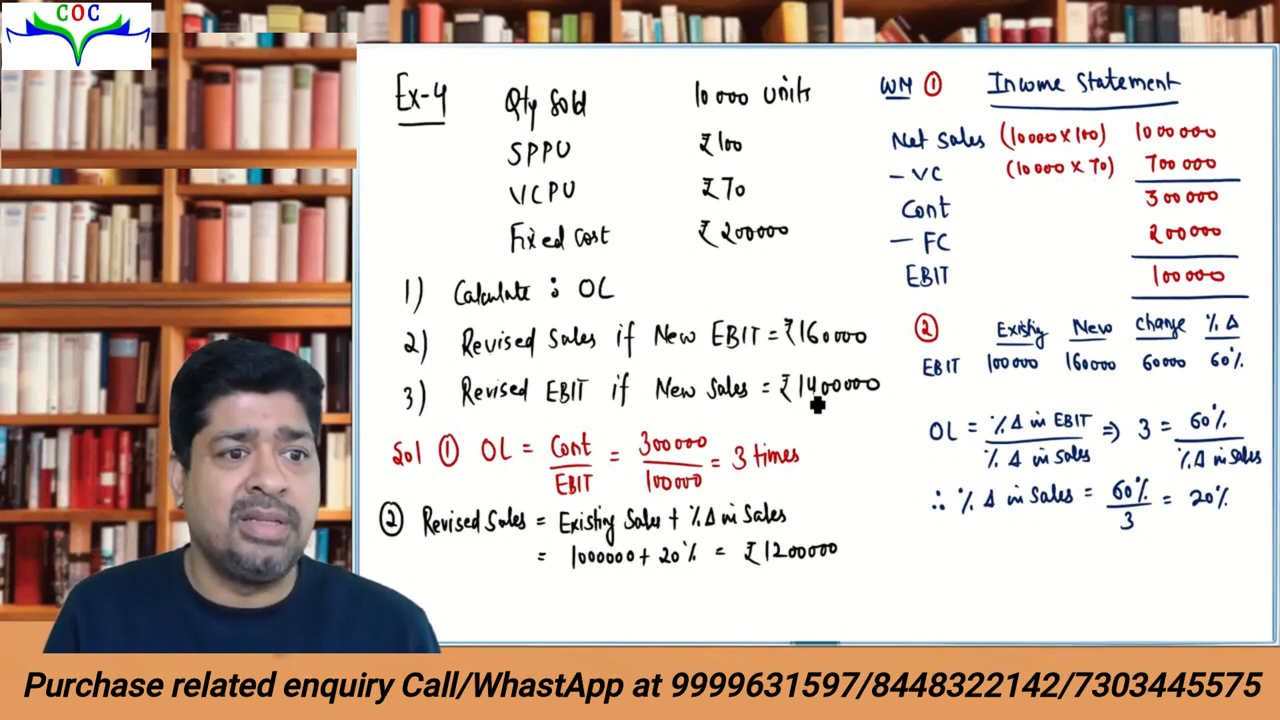 COC
Ex-4
Qty Sold 10000 units
SPPU ₹100
VCPU ₹70
Fixed Cost ₹200000
1) Calculate : OL
2) Revised Sales if New EBIT = ₹160000
3) Revised EBIT if New Sales = ₹1400000
Sol ① OL = Cont / EBIT = 300000 / 100000 = 3 times
② Revised Sales = Existing Sales + %Δ in Sales
= 1000000 + 20% = ₹1200000
WN ① Income Statement
Net Sales (10000 x 100) 1000000
- VC (10000 x 70) 700000
Cont 300000
- FC 200000
EBIT 100000
② Existing New Change % Δ
EBIT 100000 160000 60000 60%
OL = % Δ in EBIT / % Δ in Sales ⇒ 3 = 60% / % Δ in Sales
∴ % Δ in Sales = 60% / 3 = 20%
Purchase related enquiry Call/WhastApp at 9999631597/8448322142/7303445575